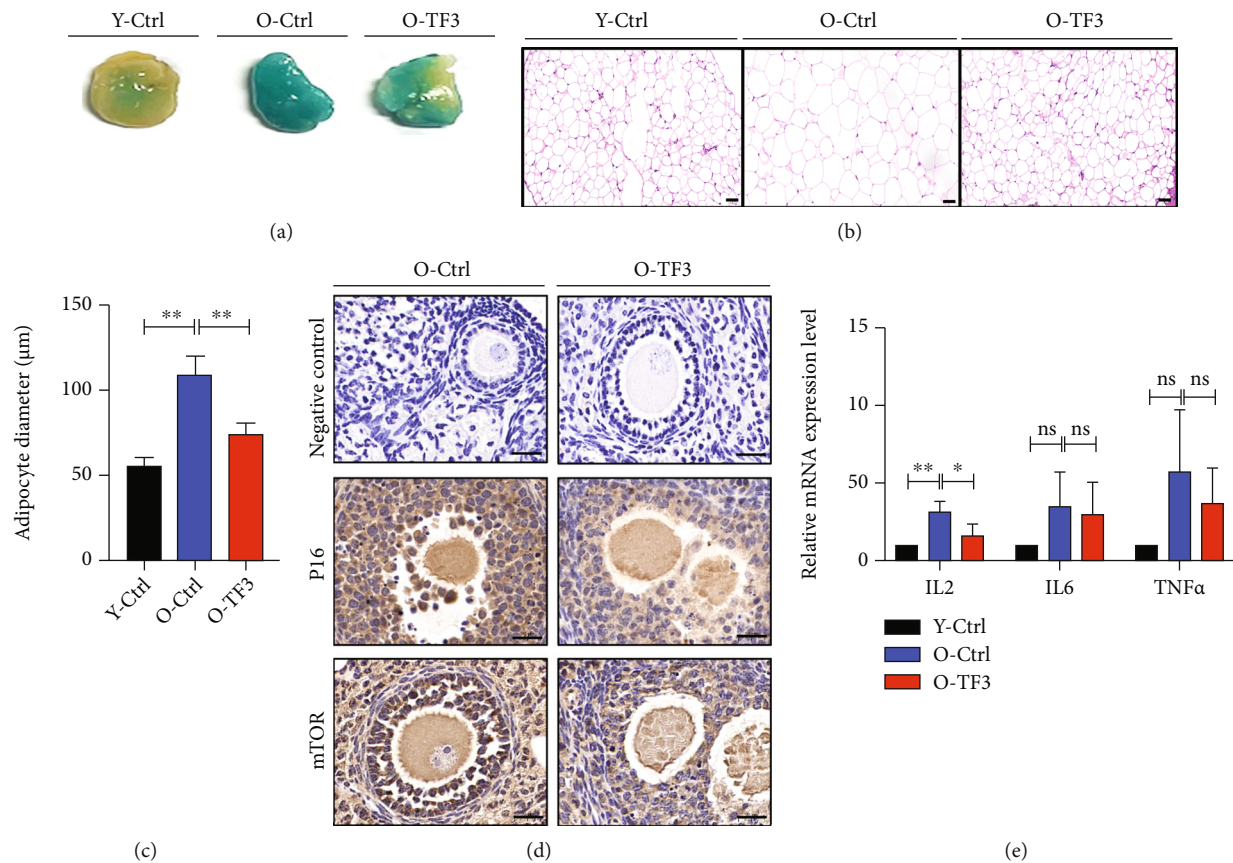 Y-Ctrl O-Ctrl O-TF3
Y-Ctrl O-Ctrl O-TF3
(a)
(b)
O-Ctrl O-TF3
Adipocyte diameter (μm)
150
100
50
0
** **
Y-Ctrl O-Ctrl O-TF3
(c)
Negative control
P16
mTOR
(d)
Relative mRNA expression level
15
10
50
0
** *
ns ns
ns ns
IL2 IL6 TNFα
Y-Ctrl
O-Ctrl
O-TF3
(e)